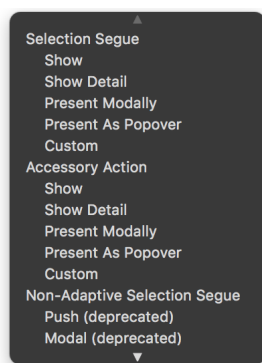 Selection Segue
Show
Show Detail
Present Modally
Present As Popover
Custom
Accessory Action
Show
Show Detail
Present Modally
Present As Popover
Custom
Non-Adaptive Selection Segue
Push (deprecated)
Modal (deprecated)